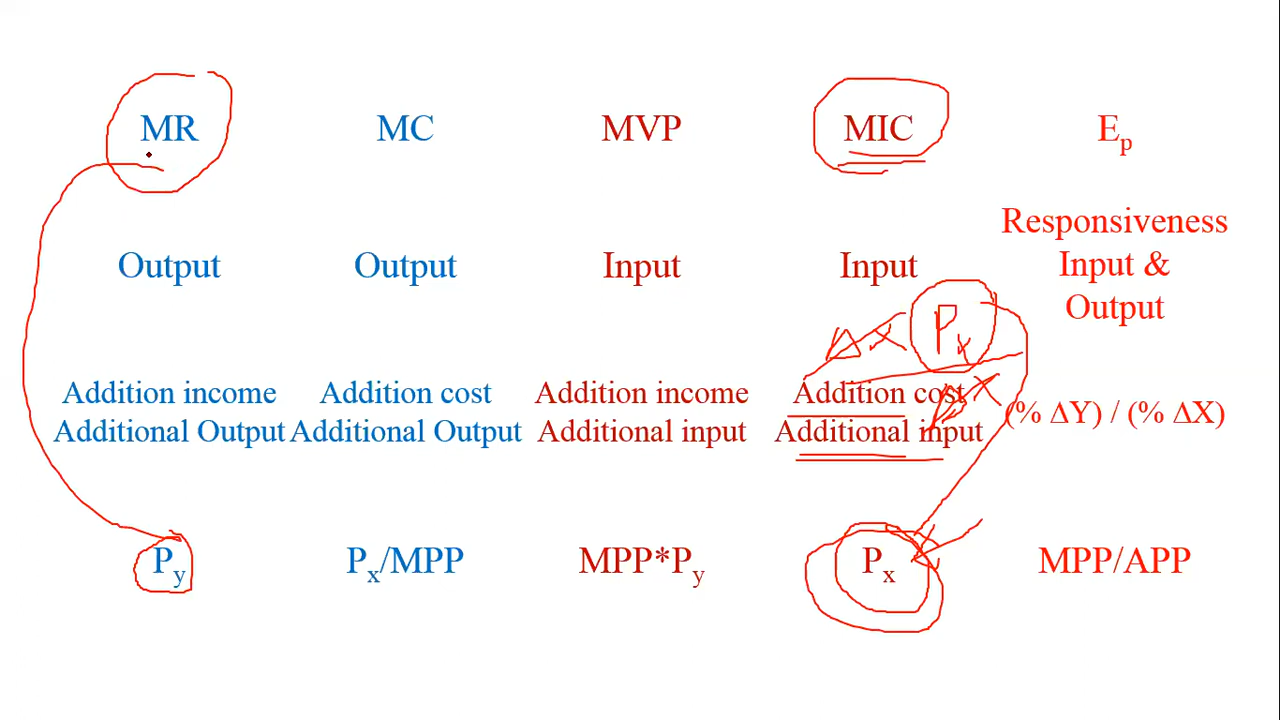 MR MC MVP MIC Ep
Responsiveness
Output Output Input Input Input &
Output
Px
Δ X
Addition income Addition cost Addition income Addition cost
(% ΔY) / (% ΔX)
Additional Output Additional Output Additional input Additional input
Py Px/MPP MPP*Py Px MPP/APP